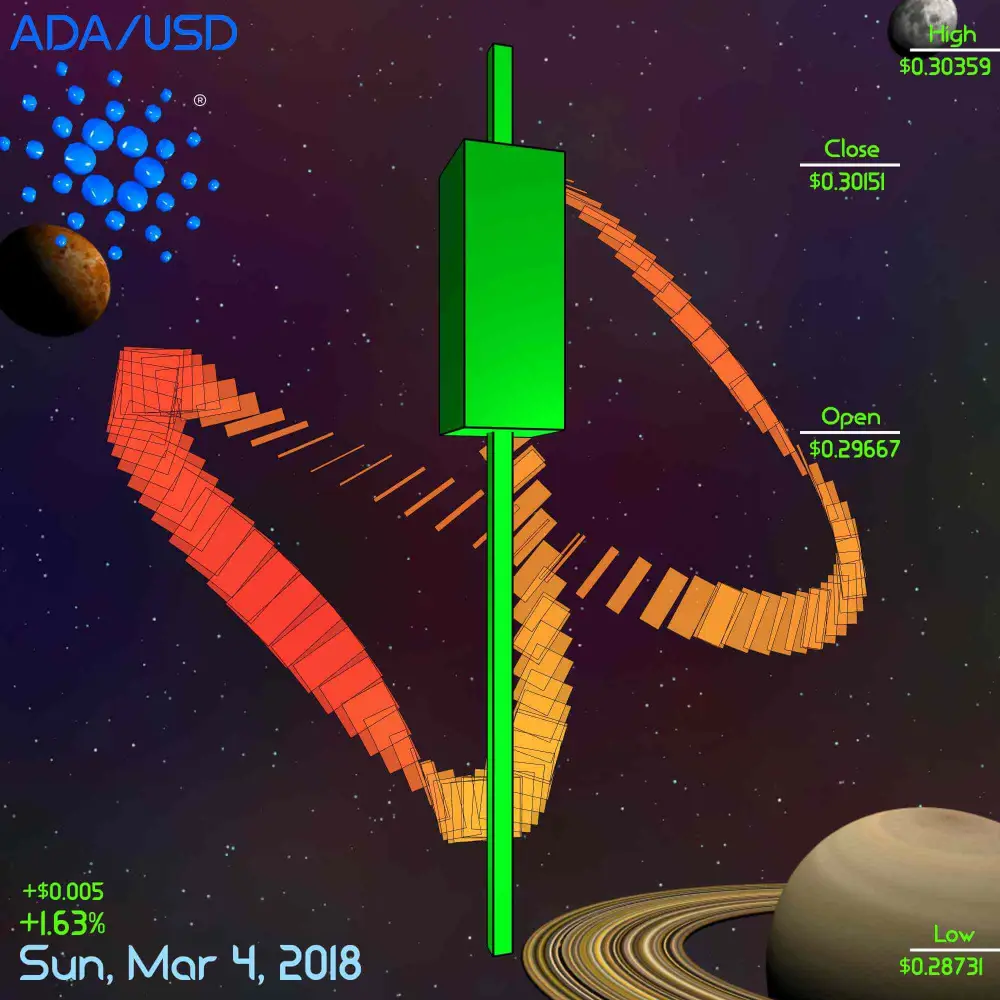 ADA/USD
®
High
$0.30359
Close
$0.30151
Open
$0.29667
+$0.005
+1.63%
Sun, Mar 4, 2018
Low
$0.28731